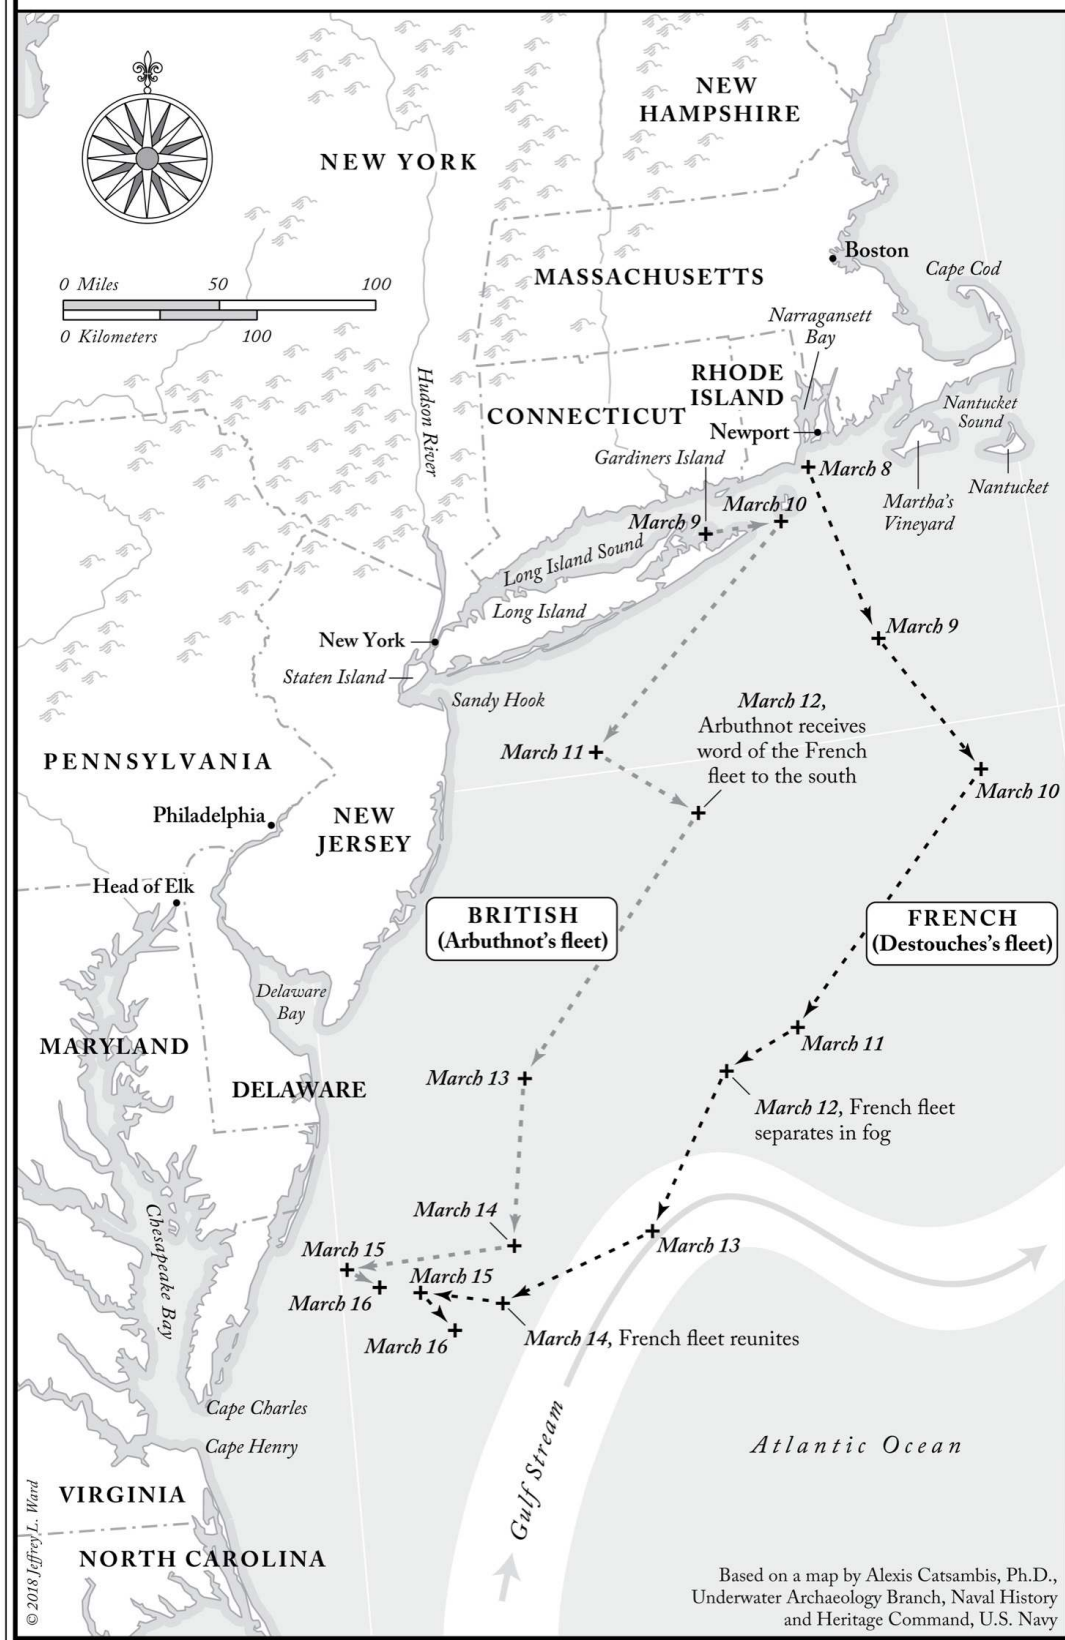 NEW
HAMPSHIRE
NEW YORK
Boston
Cape Cod
MASSACHUSETTS
0 Miles 50 100
0 Kilometers 100
Narragansett
Bay
RHODE
ISLAND
CONNECTICUT
Hudson River
Nantucket
Sound
Newport
Gardiners Island
March 8
Martha's
Vineyard
Nantucket
March 10
March 9
Long Island Sound
Long Island
March 9
New York
Staten Island
Sandy Hook
March 12,
Arbuthnot receives
word of the French
fleet to the south
March 11
PENNSYLVANIA
March 10
Philadelphia
NEW
JERSEY
Head of Elk
BRITISH
(Arbuthnot's fleet)
FRENCH
(Destouches's fleet)
Delaware
Bay
MARYLAND
March 11
DELAWARE
March 13
March 12, French fleet
separates in fog
Chesapeake Bay
March 14
March 13
March 15
March 15
March 16
March 14, French fleet reunites
March 16
Cape Charles
Cape Henry
Gulf Stream
Atlantic Ocean
VIRGINIA
NORTH CAROLINA
© 2018 Jeffrey L. Ward
Based on a map by Alexis Catsambis, Ph.D.,
Underwater Archaeology Branch, Naval History
and Heritage Command, U.S. Navy